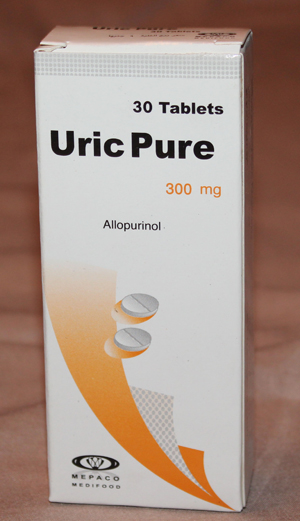 30 Tablets
Uric Pure
300 mg
Allopurinol
MEPACO
MEDIFOOD